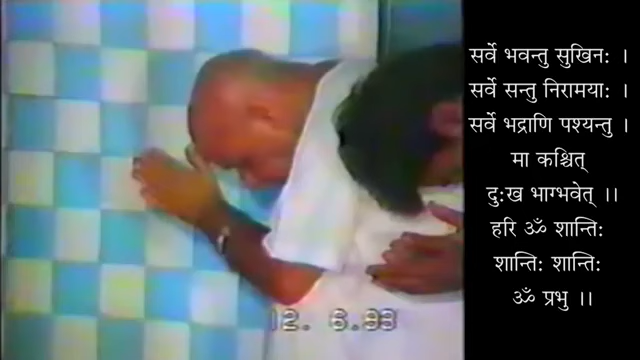 सर्वे भवन्तु सुखिन: ।
सर्वे सन्तु निरामया: ।
सर्वे भद्राणि पश्यन्तु ।
मा कश्चित्
दु:ख भाग्भवेत् ।।
हरि ॐ शान्ति:
शान्ति: शान्ति:
ॐ प्रभु ।।
12. 6.93